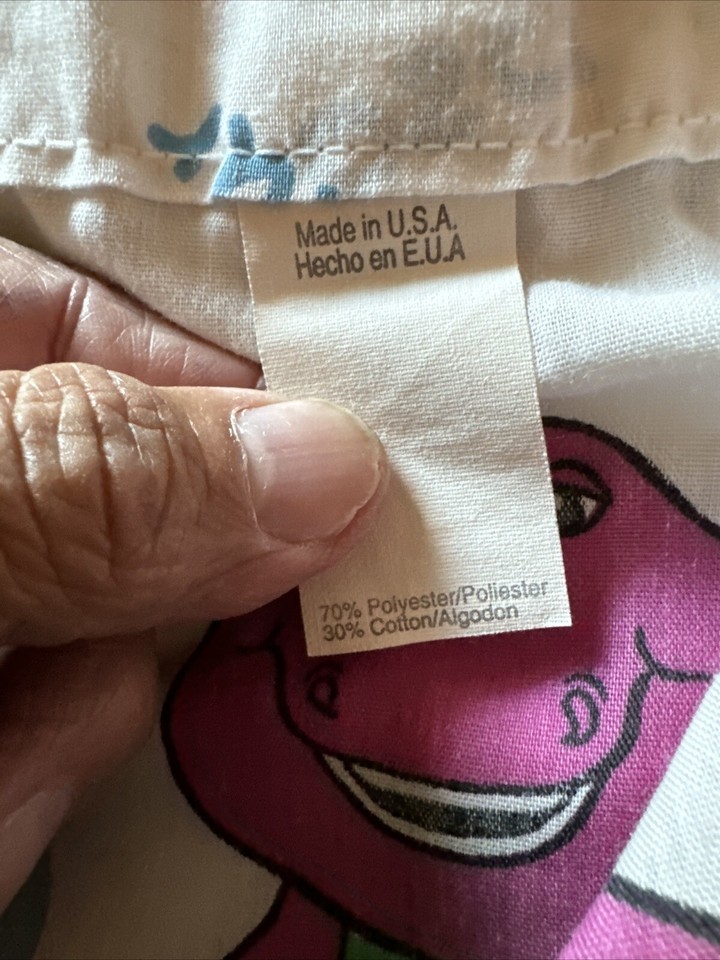 Made in U.S.A.
Hecho en E.U.A
70% Polyester/Poliester
30% Cotton/Algodon